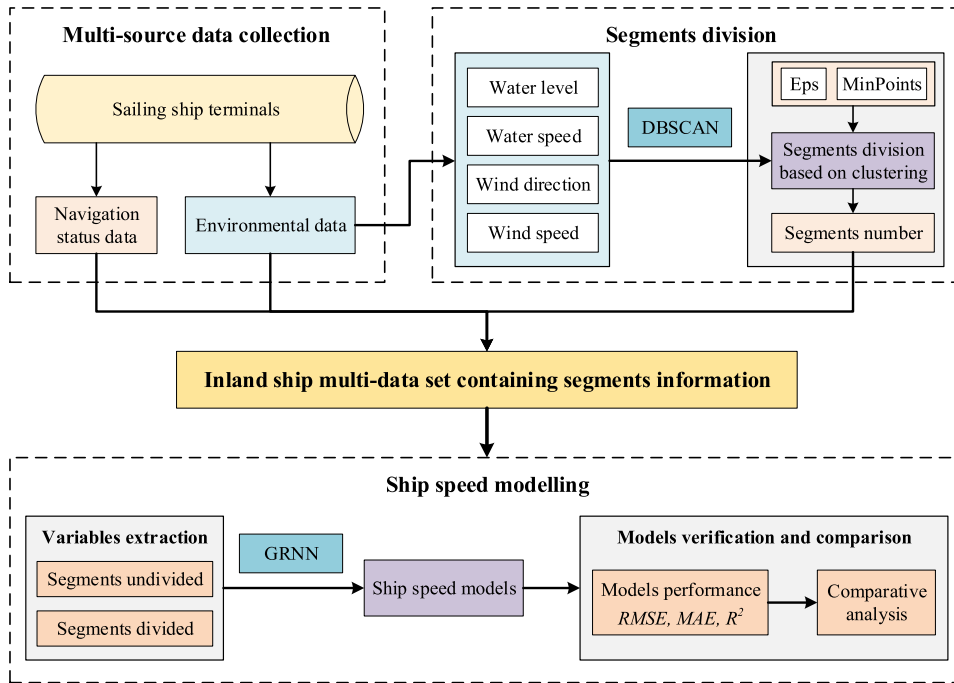 Multi-source data collection
Sailing ship terminals
Navigation
status data
Environmental data
Segments division
Water level
Water speed
Wind direction
Wind speed
DBSCAN
Eps
MinPoints
Segments division
based on clustering
Segments number
Inland ship multi-data set containing segments information
Ship speed modelling
Variables extraction
Segments undivided
Segments divided
GRNN
Ship speed models
Models verification and comparison
Models performance
RMSE, MAE, R²
Comparative
analysis